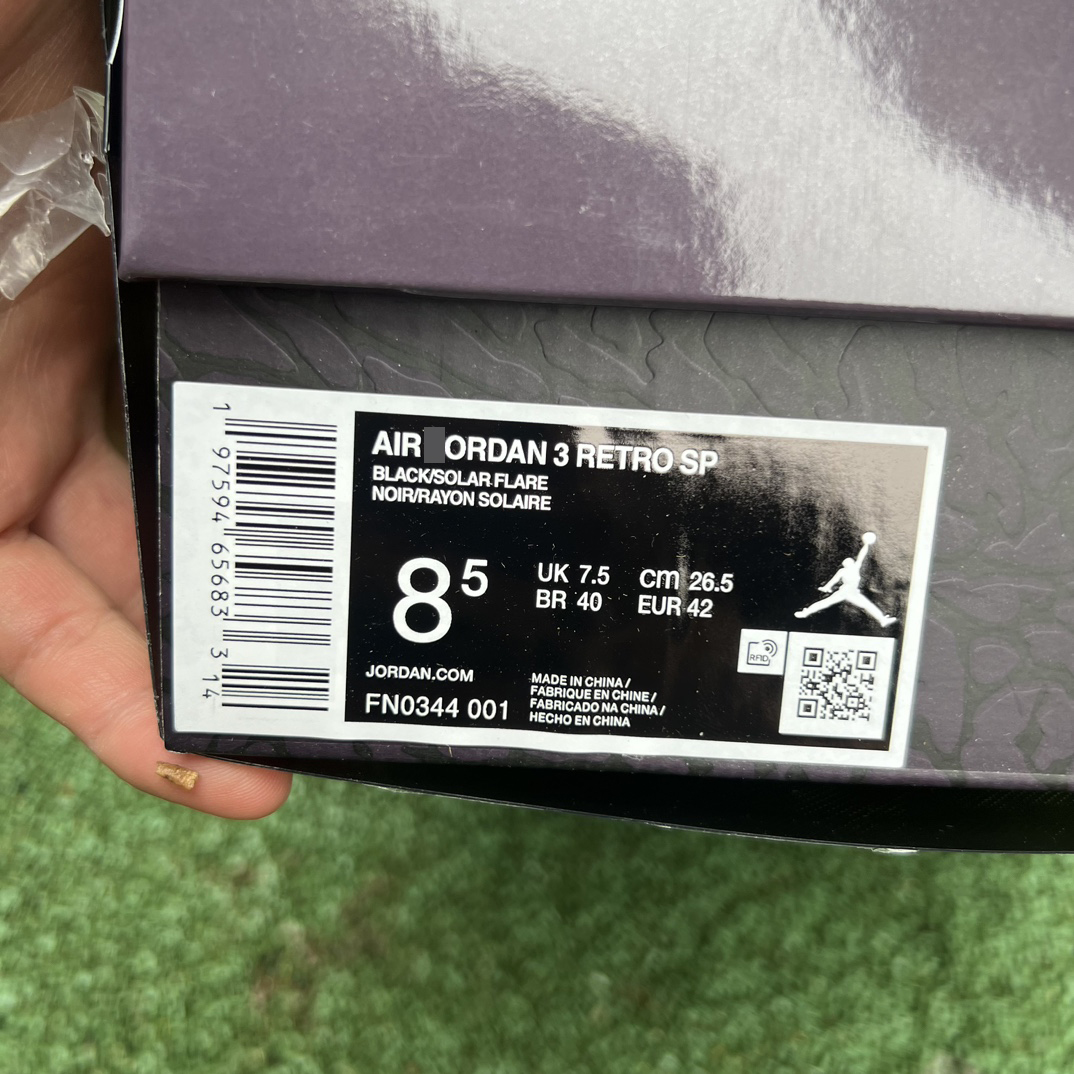 AIR ORDAN 3 RETRO SP
BLACK/SOLAR FLARE
NOIR/RAYON SOLAIRE
8 5
UK 7.5 cm 26.5
BR 40 EUR 42
RFID
JORDAN.COM
FN0344 001
MADE IN CHINA /
FABRIQUE EN CHINE /
FABRICADO NA CHINA /
HECHO EN CHINA
1 97594 65683 3 14